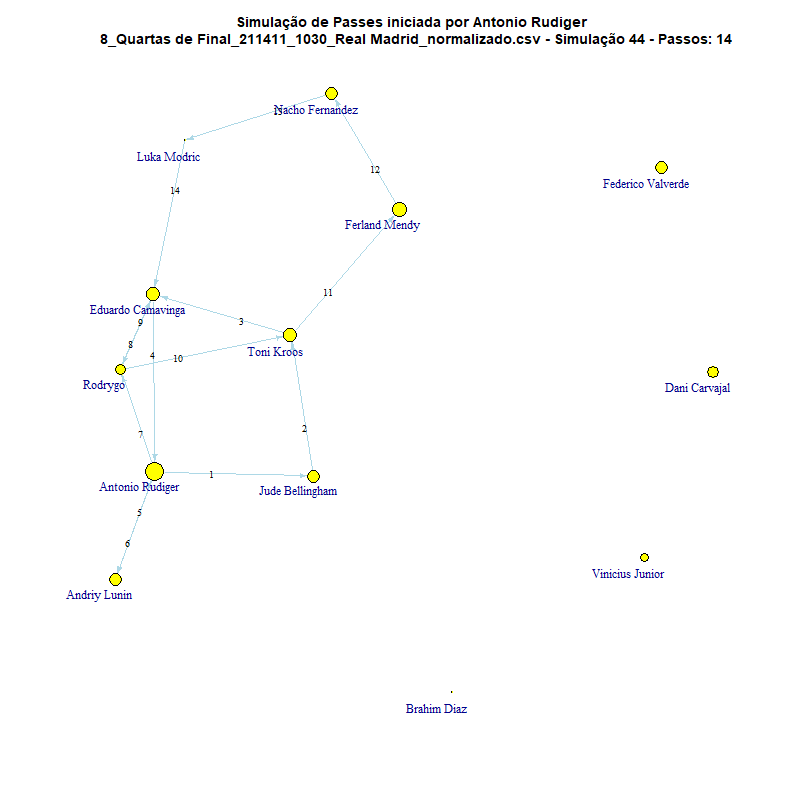 Simulação de Passes iniciada por Antonio Rudiger
8_Quartas de Final_211411_1030_Real Madrid_normalizado.csv - Simulação 44 - Passos: 14
Nacho Fernandez
13
Luka Modric
12
Federico Valverde
14
Ferland Mendy
11
Eduardo Camavinga
9
3
8
4
10
Toni Kroos
Rodrygo
Dani Carvajal
7
2
1
Antonio Rudiger
Jude Bellingham
5
6
Vinicius Junior
Andriy Lunin
Brahim Diaz